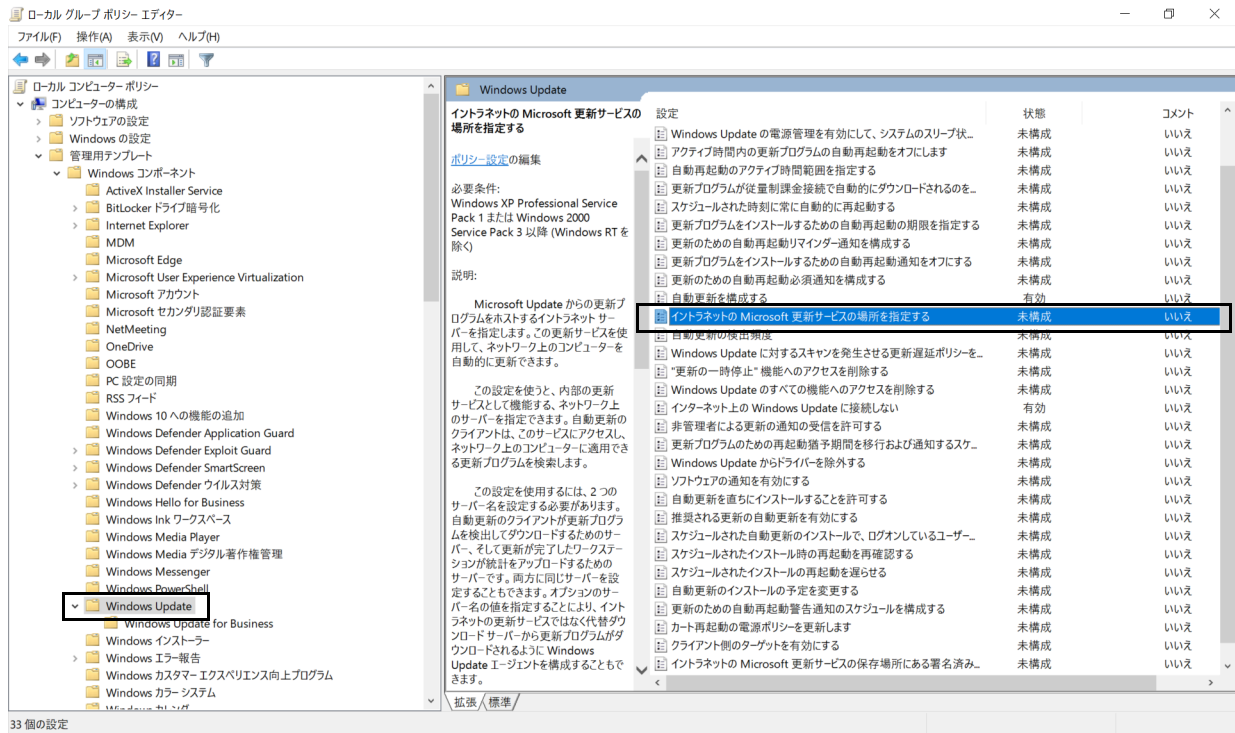 ローカル グループ ポリシー エディター
ファイル(F) 操作(A) 表示(V) ヘルプ(H)
ローカル コンピューター ポリシー
コンピューターの構成
ソフトウェアの設定
Windows の設定
管理用テンプレート
Windows コンポーネント
ActiveX Installer Service
BitLocker ドライブ暗号化
Internet Explorer
MDM
Microsoft Edge
Microsoft User Experience Virtualization
Microsoft アカウント
Microsoft セカンダリ認証要素
NetMeeting
OneDrive
OOBE
PC 設定の同期
RSS フィード
Windows 10 への機能の追加
Windows Defender Application Guard
Windows Defender Exploit Guard
Windows Defender SmartScreen
Windows Defender ウイルス対策
Windows Hello for Business
Windows Ink ワークスペース
Windows Media Player
Windows Media デジタル著作権管理
Windows Messenger
Windows PowerShell
Windows Update
Windows Update for Business
Windows インストーラー
Windows エラー報告
Windows カスタマー エクスペリエンス向上プログラム
Windows カラー システム
Windows カレンダー
Windows Update
イントラネットの Microsoft 更新サービスの
場所を指定する
ポリシー設定の編集
必要条件:
Windows XP Professional Service
Pack 1 または Windows 2000
Service Pack 3 以降 (Windows RT を
除く)
説明:
Microsoft Update からの更新プ
ログラムをホストするイントラネット サー
バーを指定します。この更新サービスを使
用して、ネットワーク上のコンピューターを
自動的に更新できます。
この設定を使うと、内部の更新
サービスとして機能する、ネットワーク上
のサーバーを指定できます。自動更新の
クライアントは、このサービスにアクセスし、
ネットワーク上のコンピューターに適用でき
る更新プログラムを検索します。
この設定を使用するには、2 つの
サーバー名を設定する必要があります。
自動更新のクライアントが更新プログラ
ムを検出してダウンロードするためのサー
バー、そして更新が完了したワークステー
ションが統計をアップロードするための
サーバーです。両方に同じサーバーを設
定することもできます。オプションのサー
バー名の値を指定することにより、イント
ラネットの更新サービスではなく代替ダウ
ンロード サーバーから更新プログラムがダ
ウンロードされるように Windows
Update エージェントを構成することもで
きます。
設定 状態 コメント
Windows Update の電源管理を有効にして、システムのスリープ状... 未構成 いいえ
アクティブ時間内の更新プログラムの自動再起動をオフにします 未構成 いいえ
自動再起動のアクティブ時間範囲を指定する 未構成 いいえ
更新プログラムが従量制課金接続で自動的にダウンロードされるのを... 未構成 いいえ
スケジュールされた時刻に常に自動的に再起動する 未構成 いいえ
更新プログラムをインストールするための自動再起動の期限を指定する 未構成 いいえ
更新のための自動再起動リマインダー通知を構成する 未構成 いいえ
更新プログラムをインストールするための自動再起動通知をオフにする 未構成 いいえ
更新のための自動再起動必須通知を構成する 未構成 いいえ
自動更新を構成する 有効 いいえ
イントラネットの Microsoft 更新サービスの場所を指定する 未構成 いいえ
自動更新の検出頻度 未構成 いいえ
Windows Update に対するスキャンを発生させる更新遅延ポリシーを... 未構成 いいえ
"更新の一時停止" 機能へのアクセスを削除する 未構成 いいえ
Windows Update のすべての機能へのアクセスを削除する 未構成 いいえ
インターネット上の Windows Update に接続しない 有効 いいえ
非管理者による更新の通知の受信を許可する 未構成 いいえ
更新プログラムのための再起動猶予期間を移行および通知するスケ... 未構成 いいえ
Windows Update からドライバーを除外する 未構成 いいえ
ソフトウェアの通知を有効にする 未構成 いいえ
自動更新を直ちにインストールすることを許可する 未構成 いいえ
推奨される更新の自動更新を有効にする 未構成 いいえ
スケジュールされた自動更新のインストールで、ログオンしているユーザー... 未構成 いいえ
スケジュールされたインストール時の再起動を再確認する 未構成 いいえ
スケジュールされたインストールの再起動を遅らせる 未構成 いいえ
自動更新のインストールの予定を変更する 未構成 いいえ
更新のための自動再起動警告通知のスケジュールを構成する 未構成 いいえ
カート再起動の電源ポリシーを更新します 未構成 いいえ
クライアント側のターゲットを有効にする 未構成 いいえ
イントラネットの Microsoft 更新サービスの保存場所にある署名済み... 未構成 いいえ
拡張 標準
33 個の設定